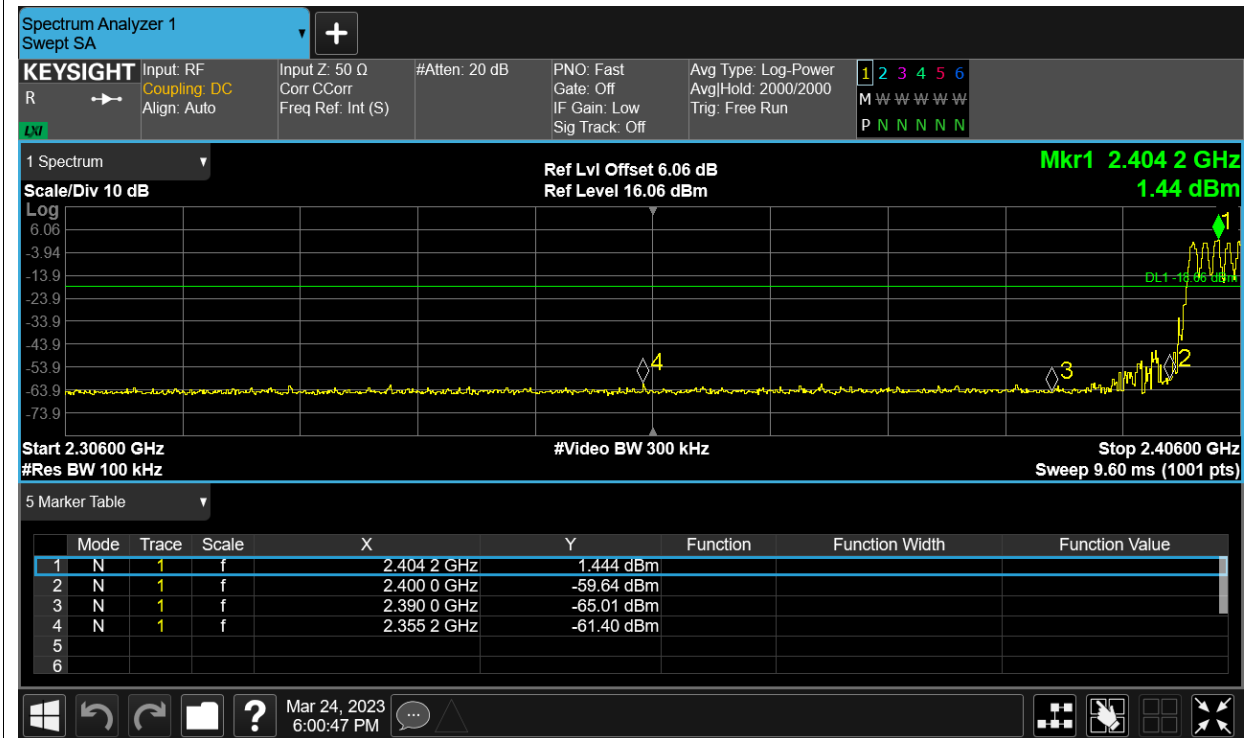 Spectrum Analyzer 1
Swept SA
+
KEYSIGHT Input: RF Input Z: 50 Ω #Atten: 20 dB PNO: Fast Avg Type: Log-Power 1 2 3 4 5 6
R Coupling: DC Corr CCorr Gate: Off Avg|Hold: 2000/2000 M W W W W W
Align: Auto Freq Ref: Int (S) IF Gain: Low Trig: Free Run
LXI Sig Track: Off P N N N N N
1 Spectrum Ref Lvl Offset 6.06 dB Mkr1 2.404 2 GHz
Scale/Div 10 dB Ref Level 16.06 dBm 1.44 dBm
Log
6.06 1
-3.94
-13.9 DL1 -18.66 dBm
-23.9
-33.9
-43.9
-53.9 4 3 2
-63.9
-73.9
Start 2.30600 GHz #Video BW 300 kHz Stop 2.40600 GHz
#Res BW 100 kHz Sweep 9.60 ms (1001 pts)
5 Marker Table
Mode Trace Scale X Y Function Function Width Function Value
1 N 1 f 2.404 2 GHz 1.444 dBm
2 N 1 f 2.400 0 GHz -59.64 dBm
3 N 1 f 2.390 0 GHz -65.01 dBm
4 N 1 f 2.355 2 GHz -61.40 dBm
5
6
? Mar 24, 2023
6:00:47 PM